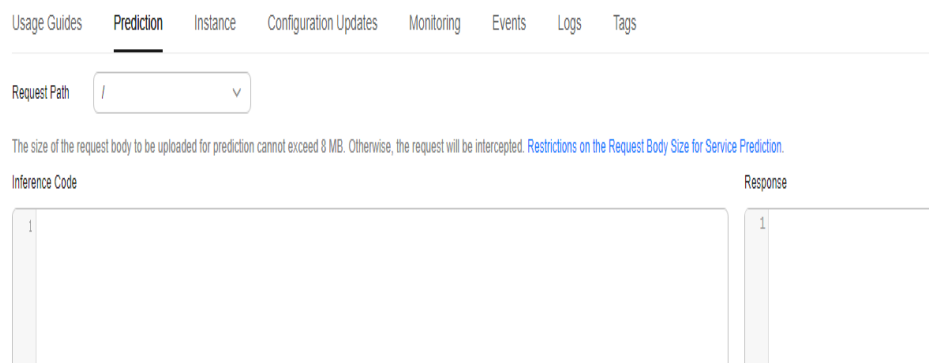 Usage Guides Prediction Instance Configuration Updates Monitoring Events Logs Tags
Request Path /
The size of the request body to be uploaded for prediction cannot exceed 8 MB. Otherwise, the request will be intercepted. Restrictions on the Request Body Size for Service Prediction.
Inference Code Response
1 1